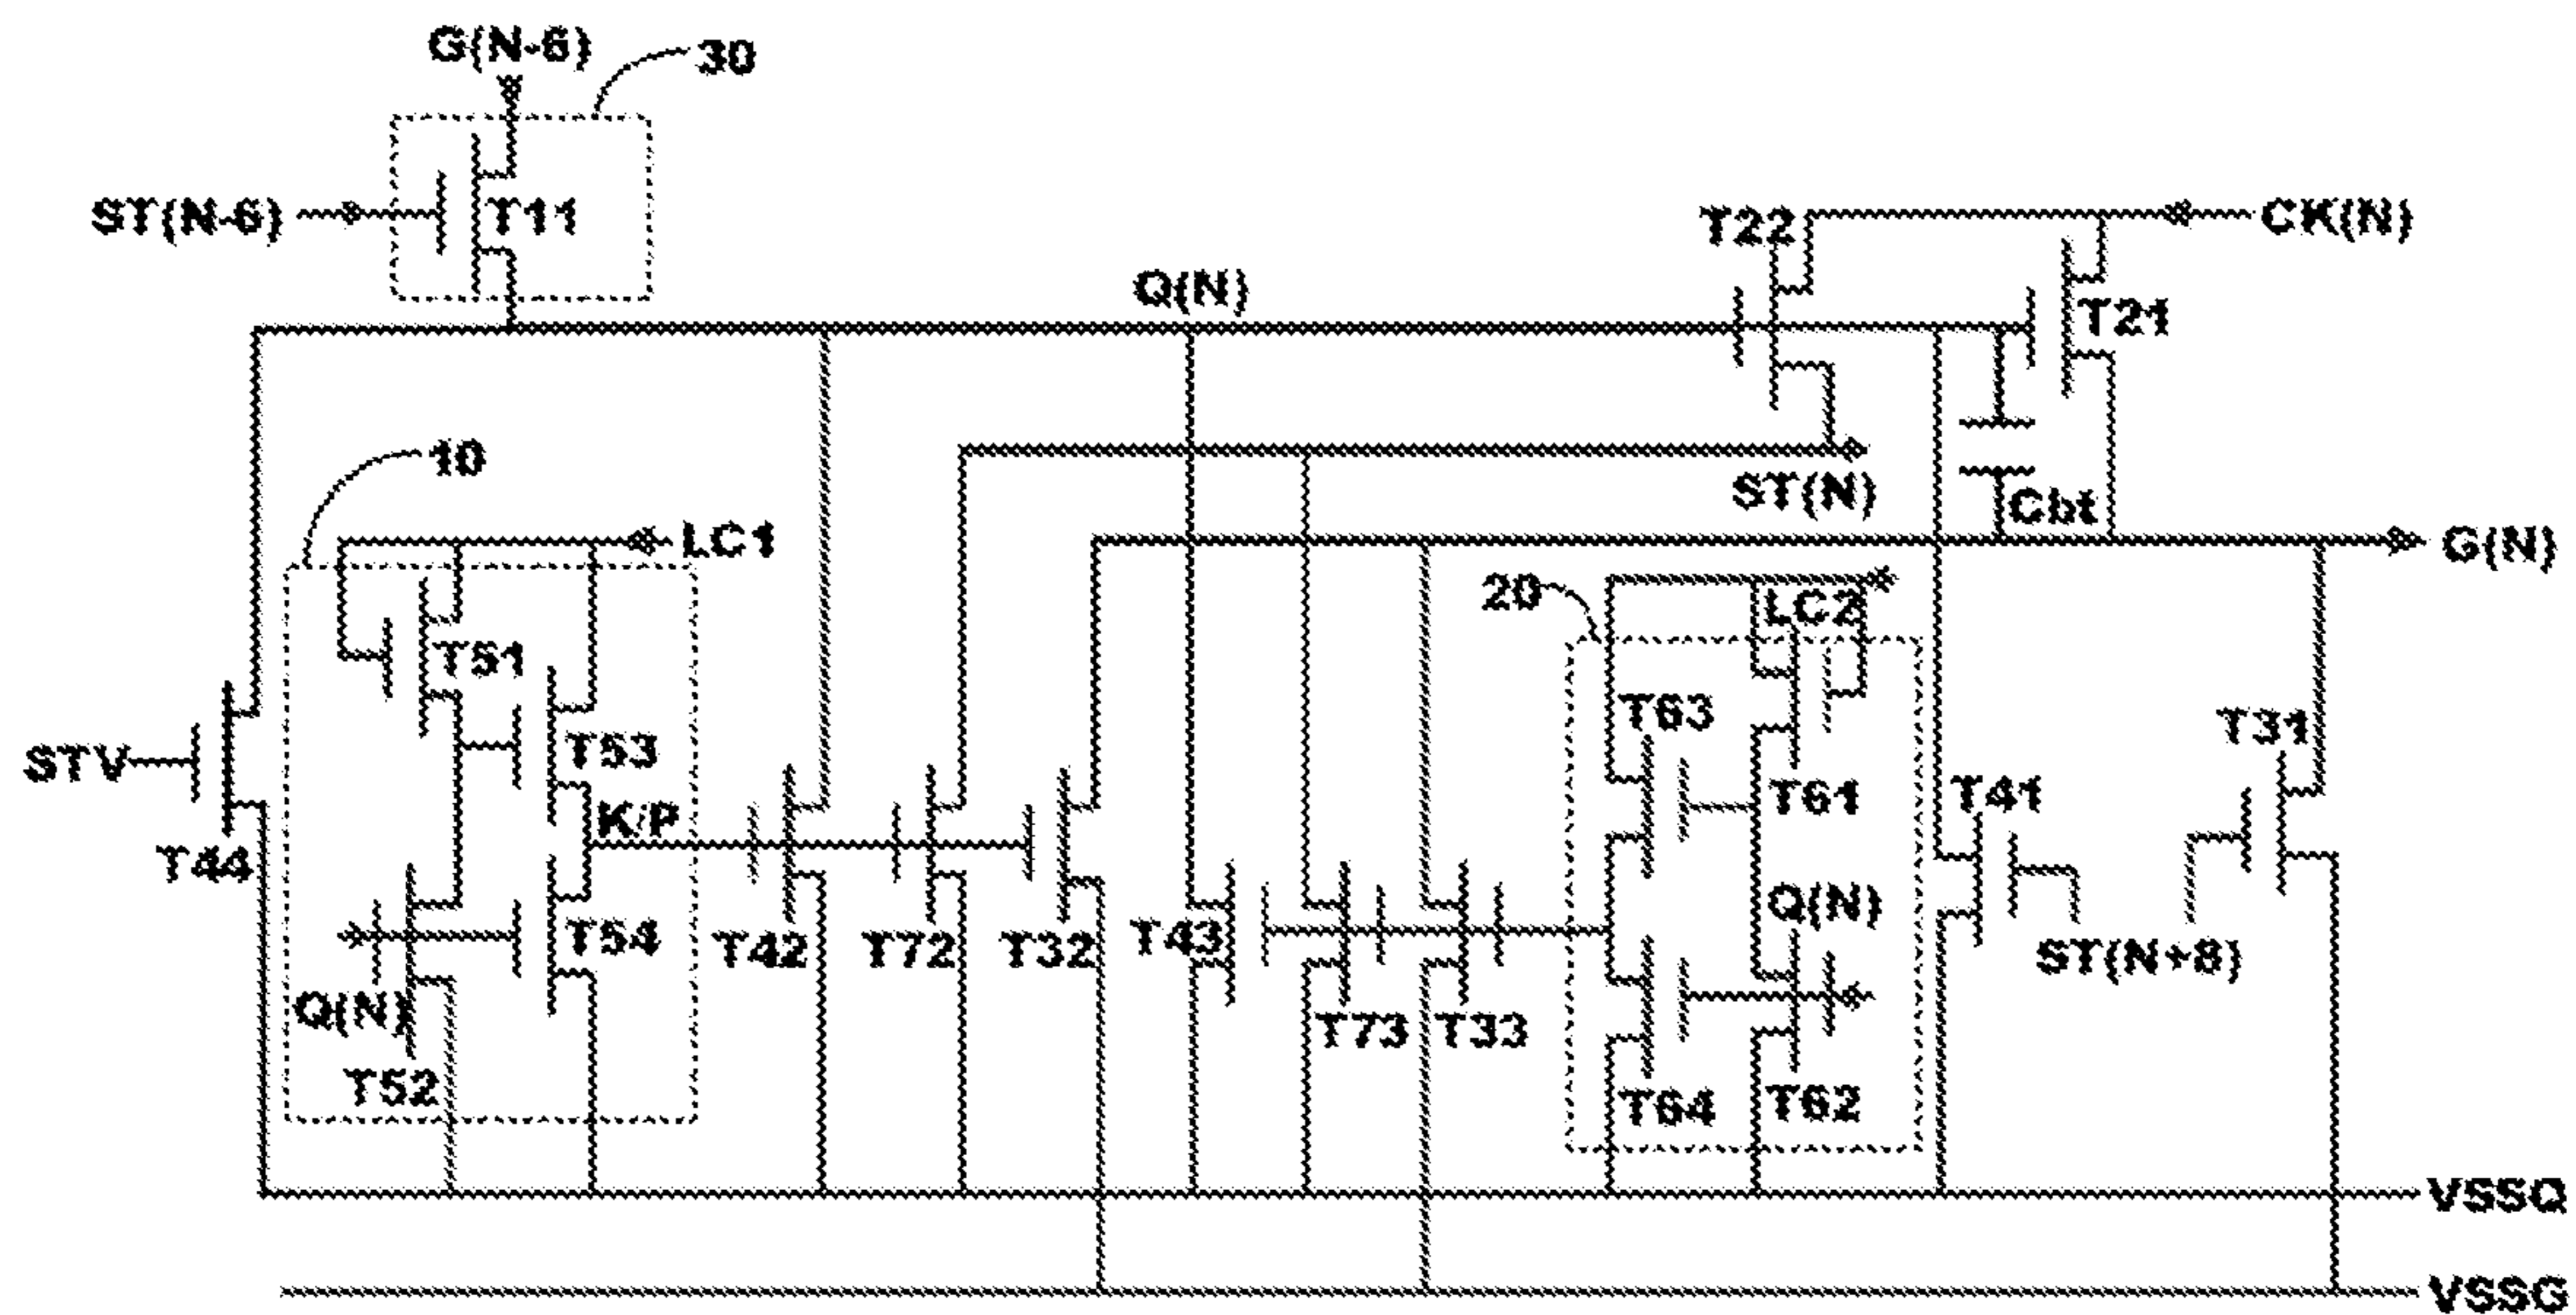 G(N-6)
30
ST(N-6)
T11
T22
CK(N)
Q(N)
T21
10
ST(N)
Cbt
LC1
G(N)
20
LC2
T51
T63
T53
T31
STV
K/P
T61
T41
T44
Q(N)
T54
T42
T72
T32
T43
ST(N+8)
Q(N)
T73
T33
T52
T64
T62
VSSQ
VSSG